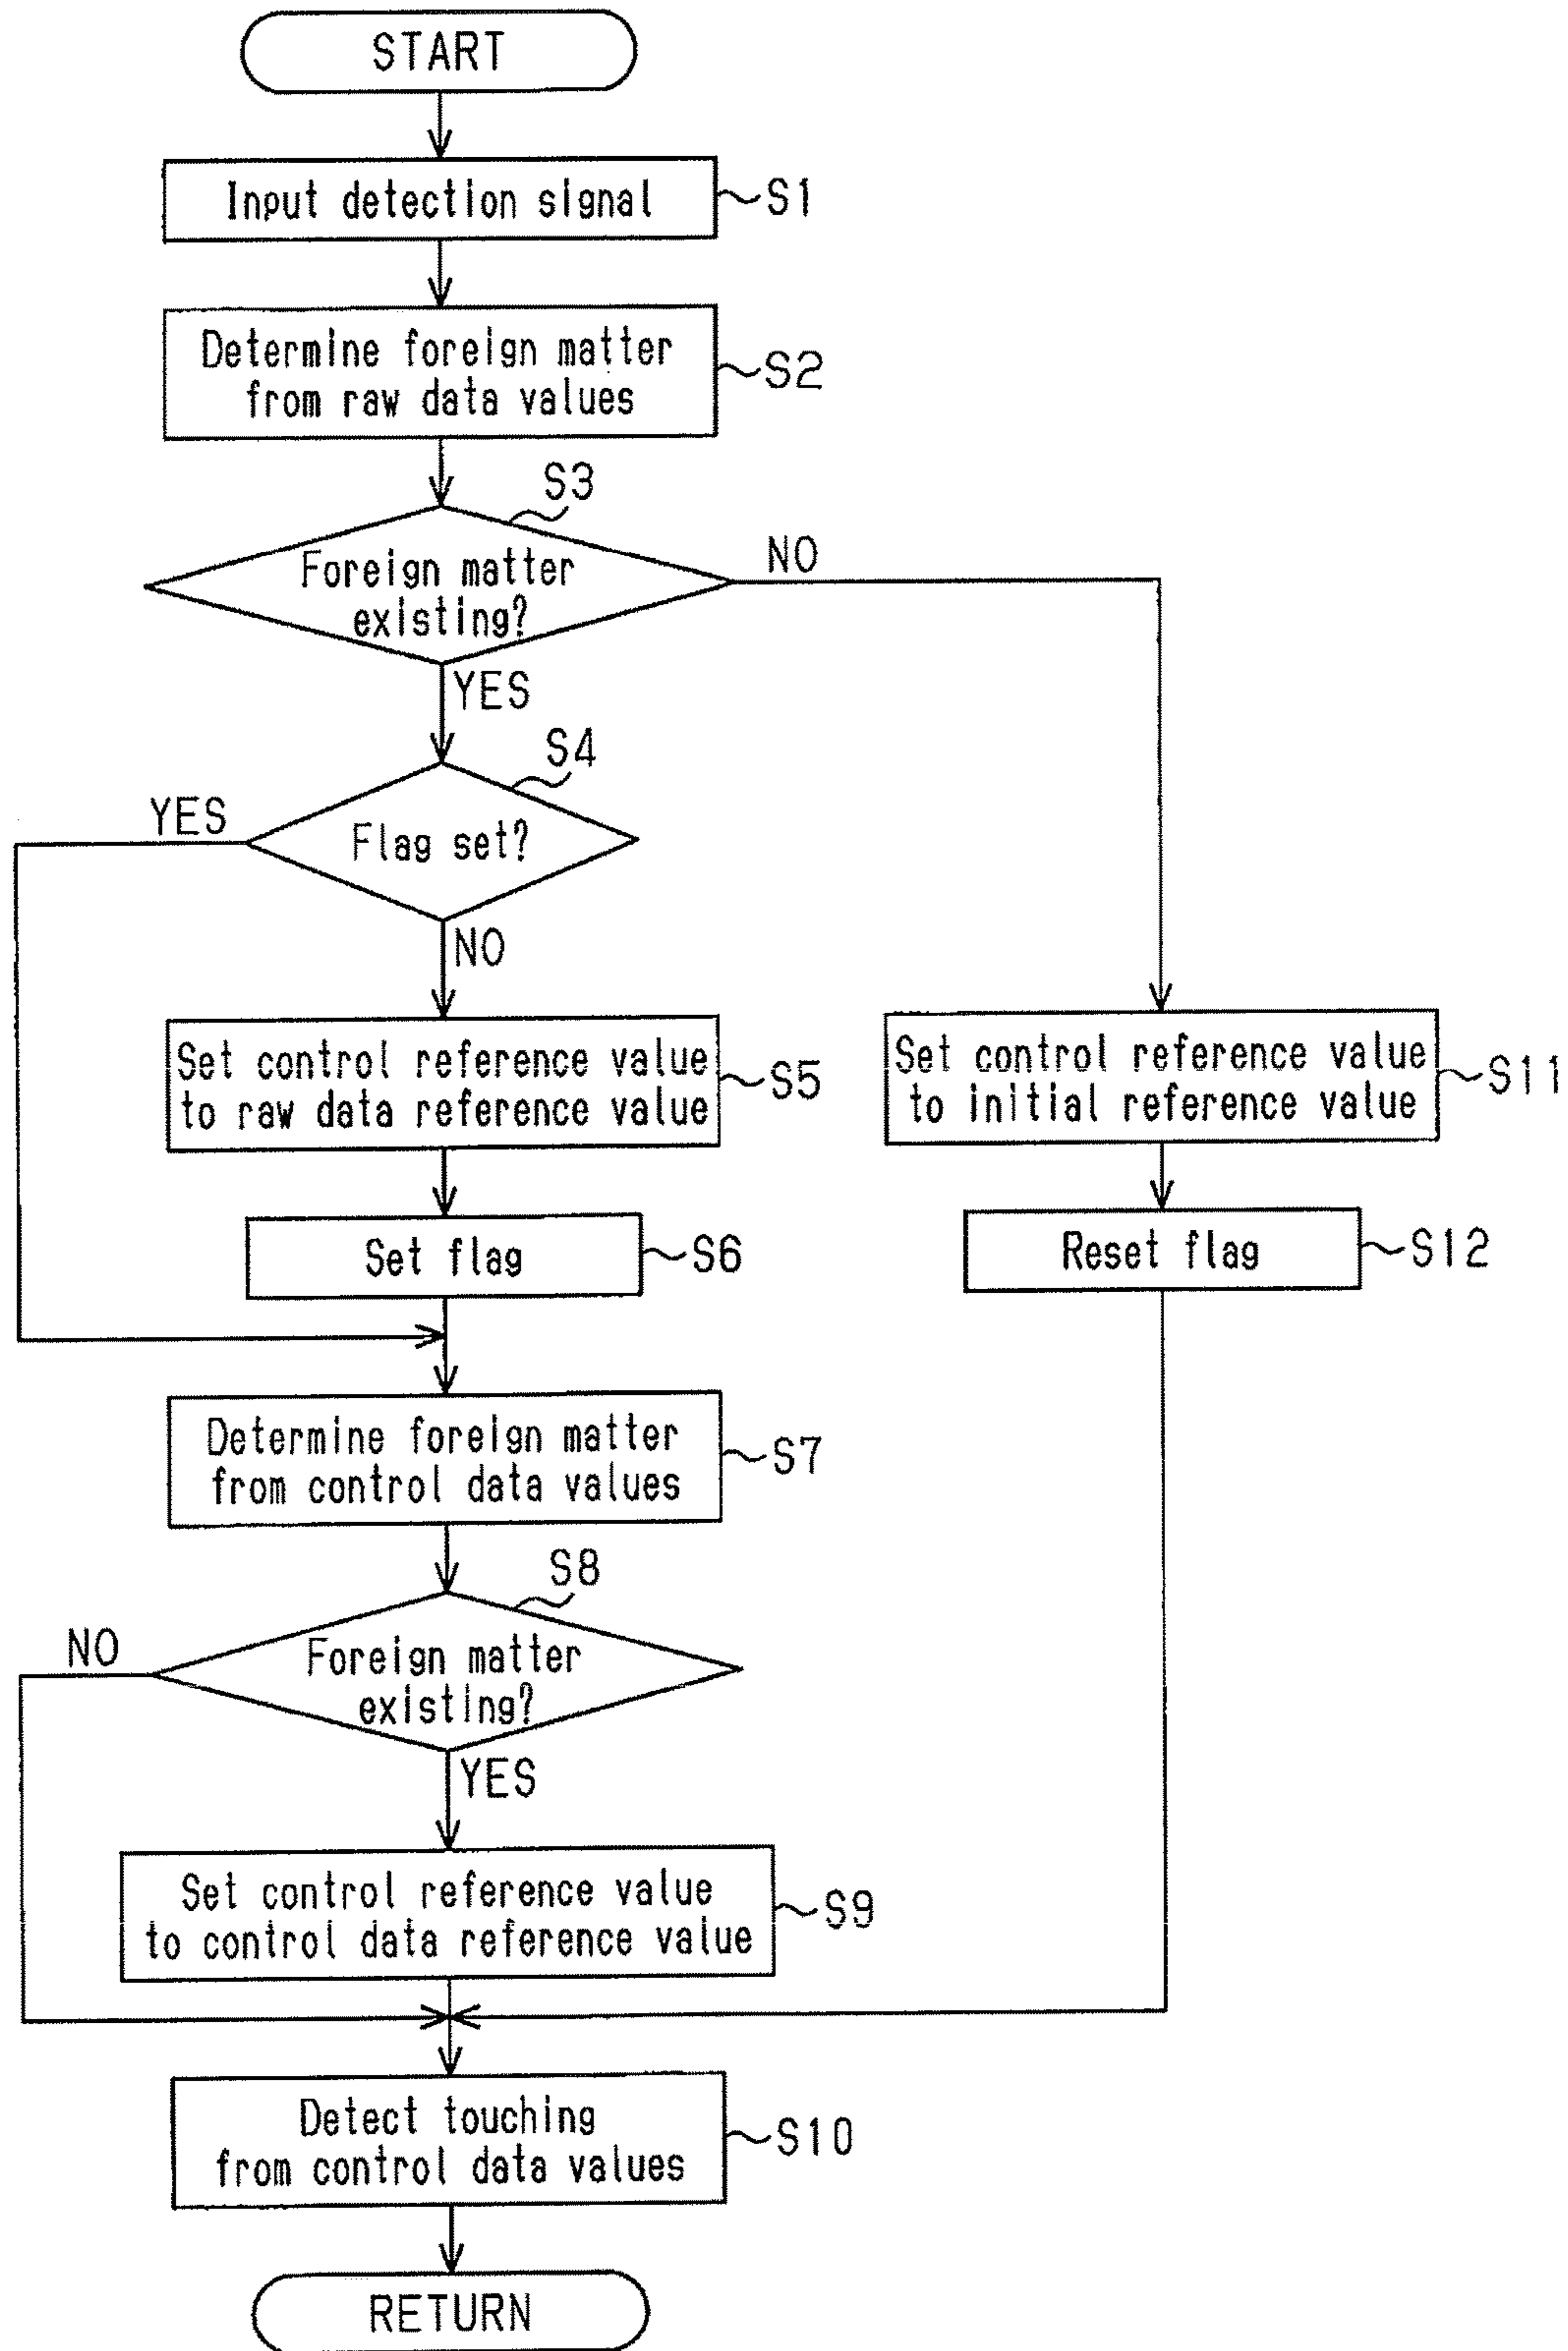 START
Input detection signal
S1
Determine foreign matter
from raw data values
S2
S3
Foreign matter
existing?
NO
YES
S4
YES
Flag set?
NO
Set control reference value
to raw data reference value
S5
Set control reference value
to initial reference value
S11
Set flag
S6
Reset flag
S12
Determine foreign matter
from control data values
S7
S8
NO
Foreign matter
existing?
YES
Set control reference value
to control data reference value
S9
Detect touching
from control data values
S10
RETURN